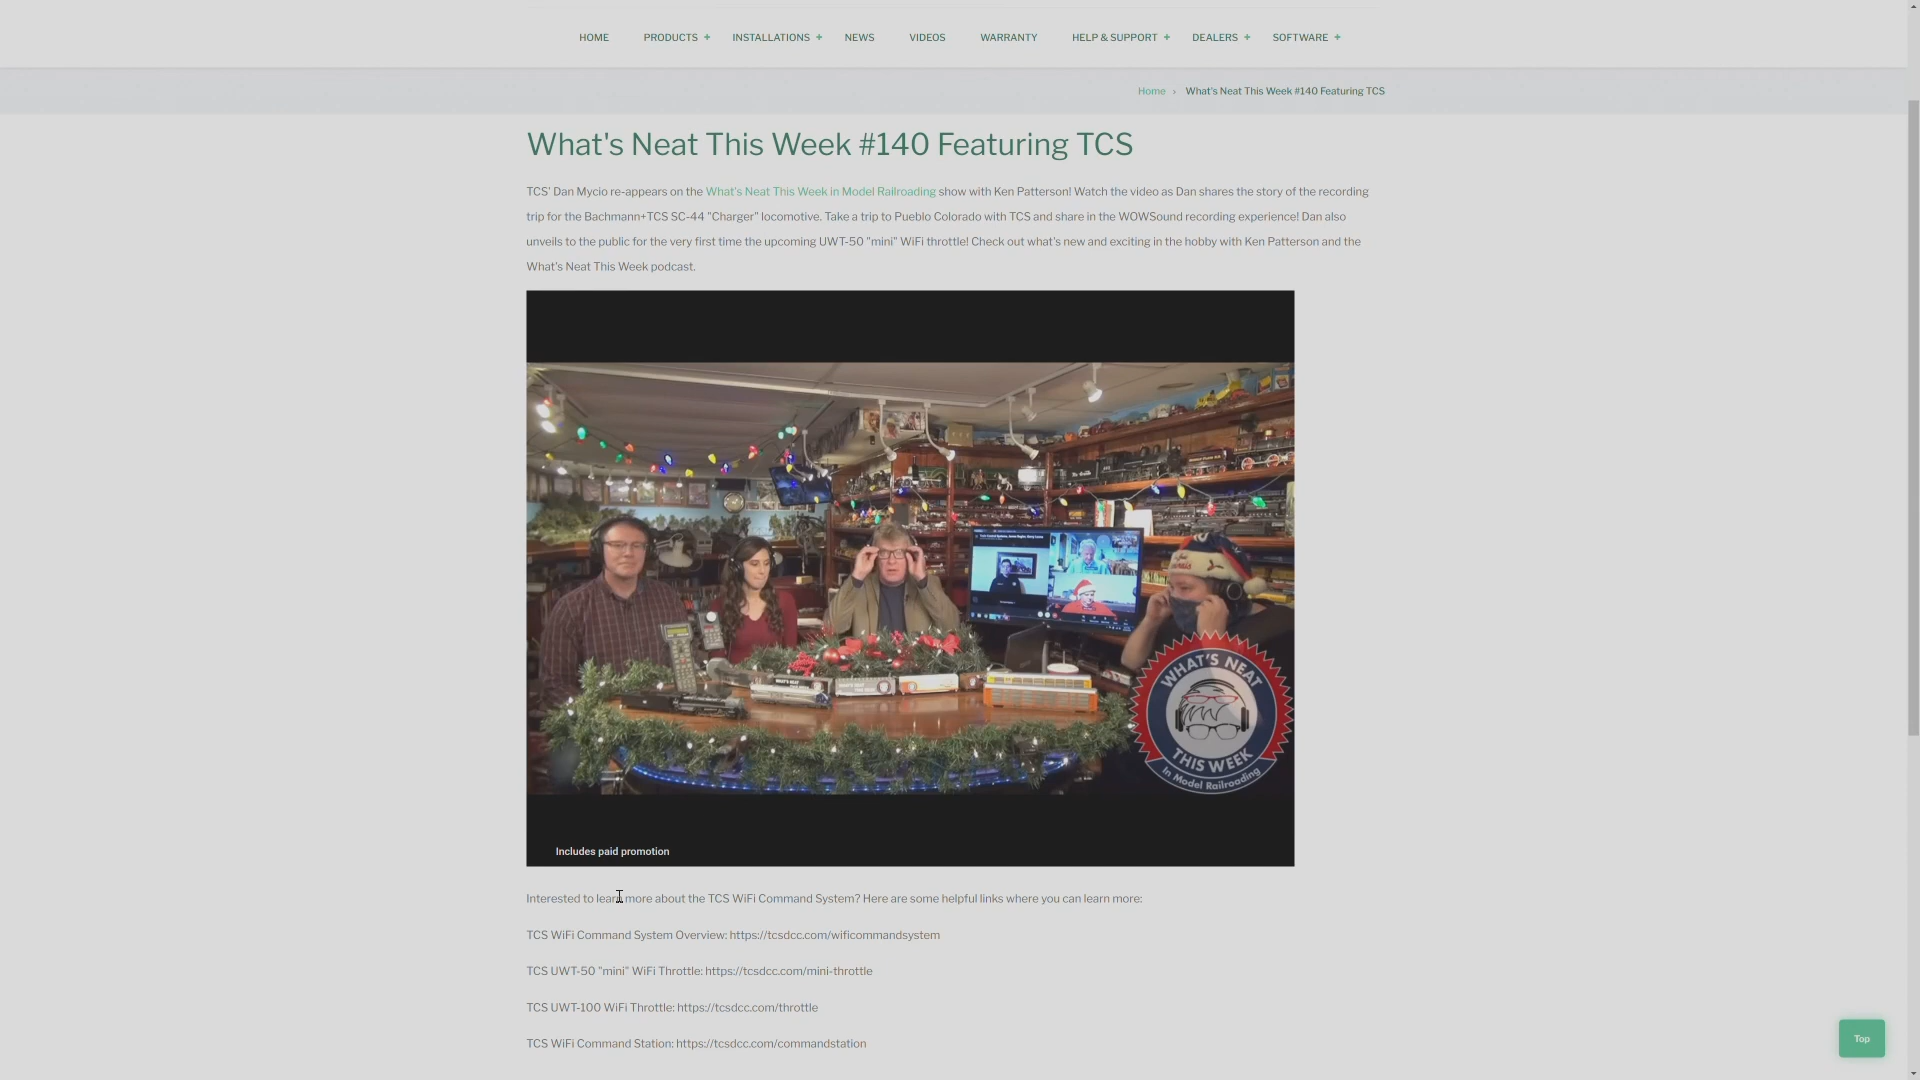 HOME PRODUCTS + INSTALLATIONS + NEWS VIDEOS WARRANTY HELP & SUPPORT + DEALERS + SOFTWARE +
Home › What's Neat This Week #140 Featuring TCS
What's Neat This Week #140 Featuring TCS
TCS' Dan Mycio re-appears on the What's Neat This Week in Model Railroading show with Ken Patterson! Watch the video as Dan shares the story of the recording
trip for the Bachmann+TCS SC-44 "Charger" locomotive. Take a trip to Pueblo Colorado with TCS and share in the WOWSound recording experience! Dan also
unveils to the public for the very first time the upcoming UWT-50 "mini" WiFi throttle! Check out what's new and exciting in the hobby with Ken Patterson and the
What's Neat This Week podcast.
WHAT'S NEAT
THIS WEEK
In Model Railroading
Includes paid promotion
Interested to learn more about the TCS WiFi Command System? Here are some helpful links where you can learn more:
TCS WiFi Command System Overview: https://tcsdcc.com/wificommandsystem
TCS UWT-50 "mini" WiFi Throttle: https://tcsdcc.com/mini-throttle
TCS UWT-100 WiFi Throttle: https://tcsdcc.com/throttle
TCS WiFi Command Station: https://tcsdcc.com/commandstation
Top